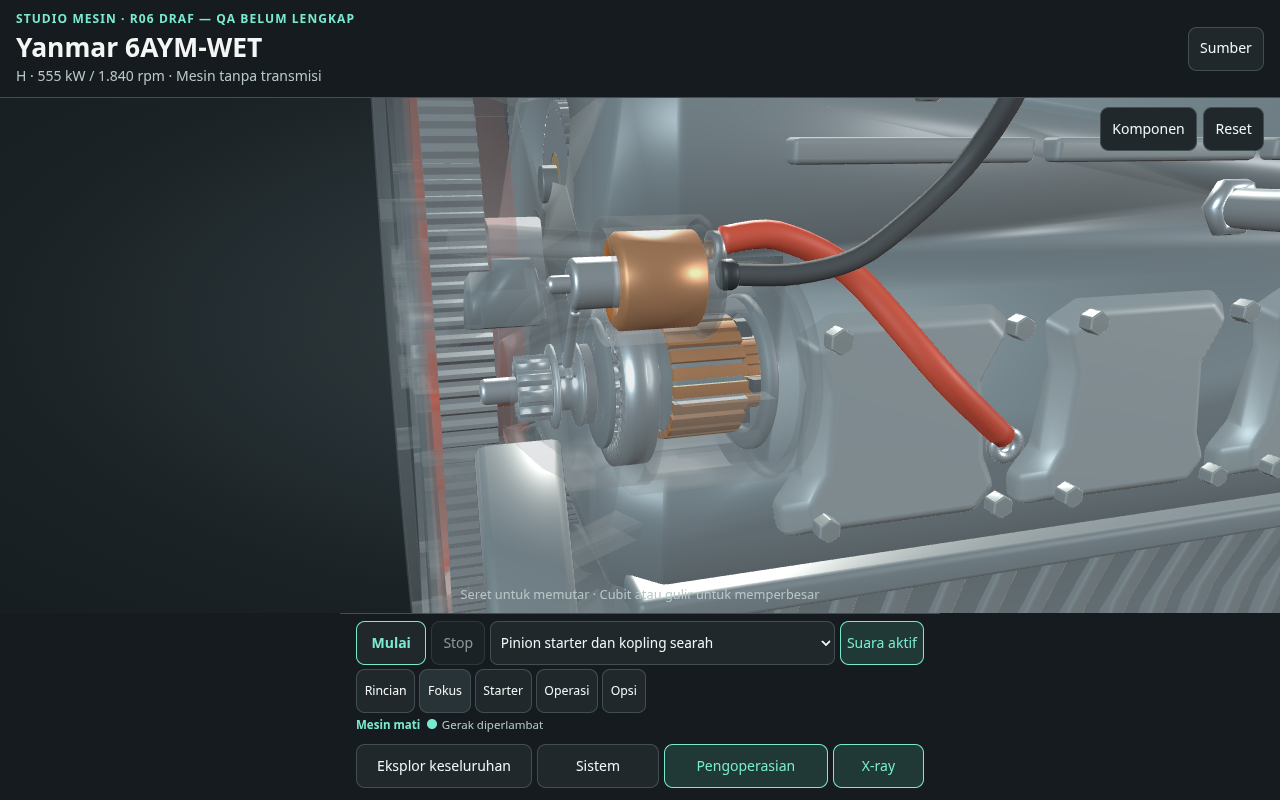 STUDIO MESIN · R06 DRAF — QA BELUM LENGKAP
Yanmar 6AYM-WET
H · 555 kW / 1.840 rpm · Mesin tanpa transmisi
Sumber
Komponen
Reset
Seret untuk memutar · Cubit atau gulir untuk memperbesar
Mulai
Stop
Pinion starter dan kopling searah
Suara aktif
Rincian
Fokus
Starter
Operasi
Opsi
Mesin mati
Gerak diperlambat
Eksplor keseluruhan
Sistem
Pengoperasian
X-ray